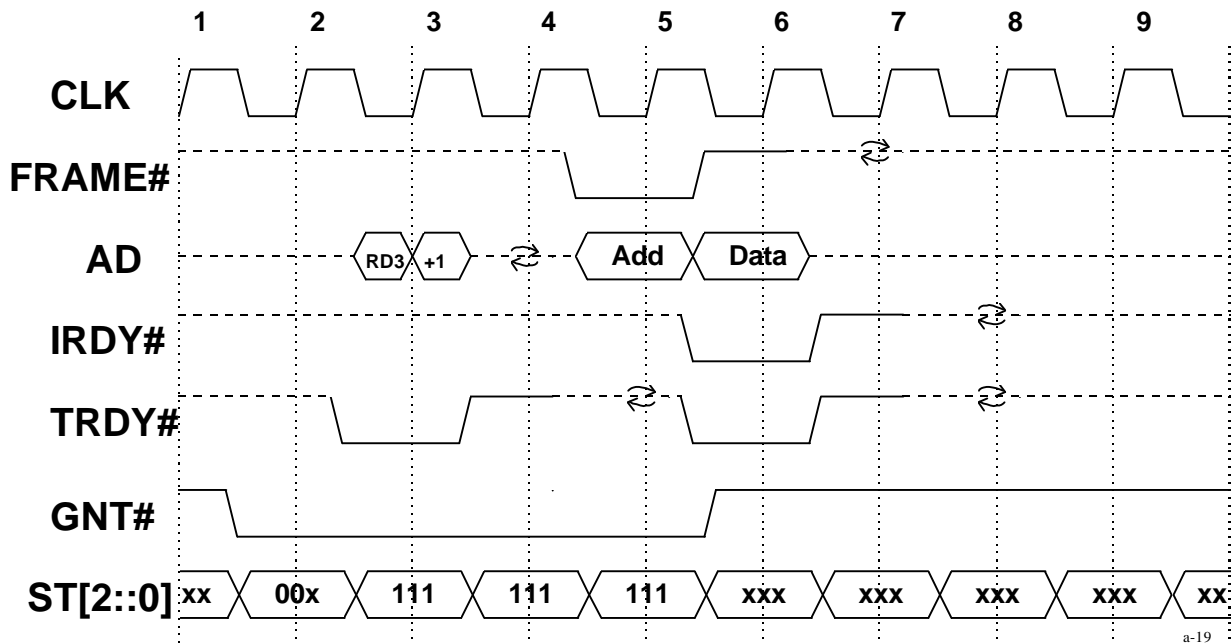 1 2 3 4 5 6 7 8 9
CLK
FRAME#
AD RD3 +1 Add Data
IRDY#
TRDY#
GNT#
ST[2::0] xx 00x 111 111 111 xxx xxx xxx xxx xx
a-19